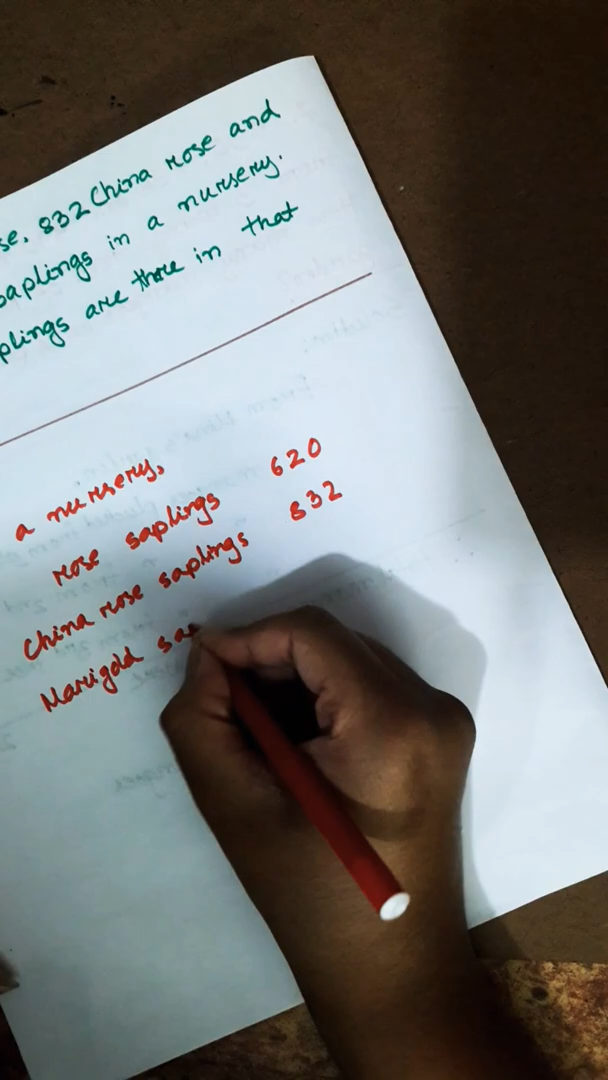 se, 832 China rose and
saplings in a nursery.
plings are there in that
a nursery,
rose saplings 620
China rose saplings 832
Marigold sa